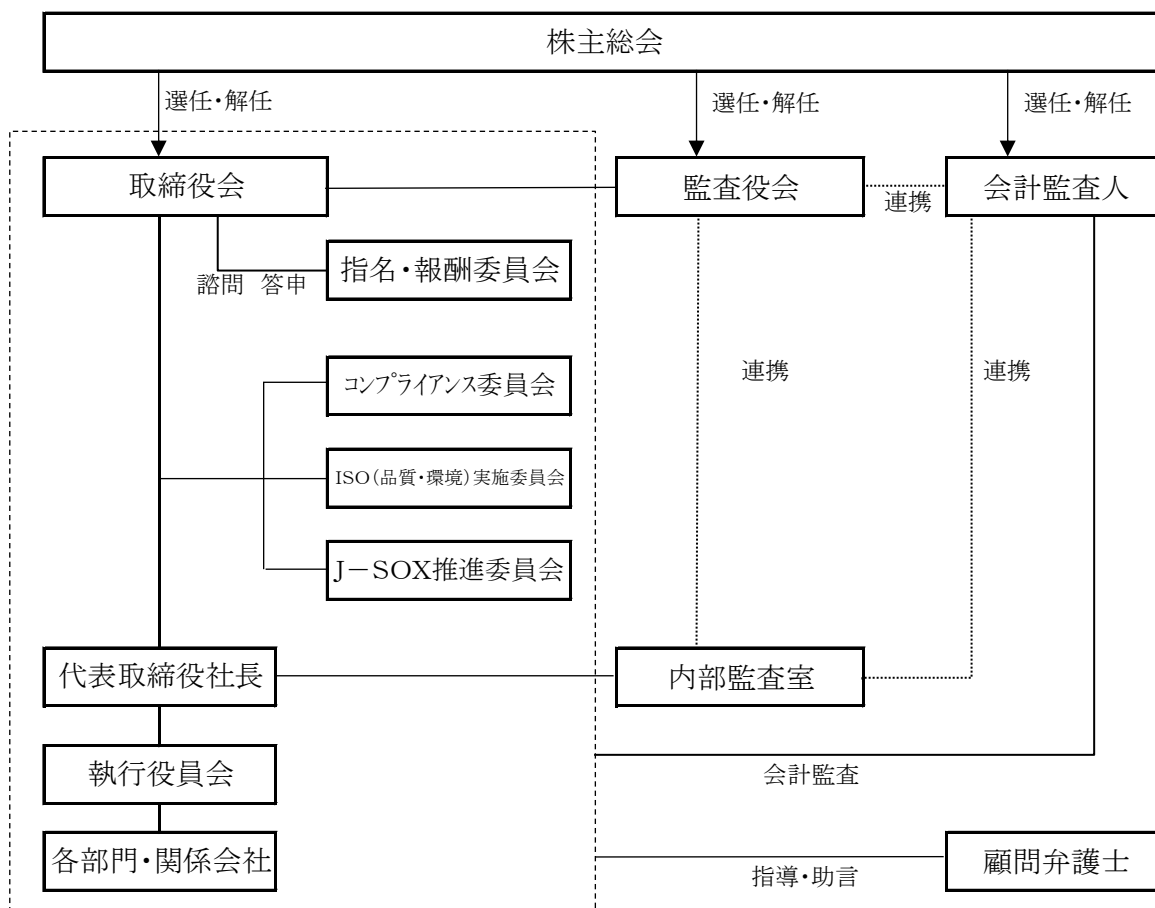 株主総会
選任・解任
選任・解任
選任・解任
取締役会
監査役会
連携
会計監査人
指名・報酬委員会
諮問 答申
コンプライアンス委員会
連携
連携
ISO(品質・環境)実施委員会
J-SOX推進委員会
代表取締役社長
内部監査室
執行役員会
会計監査
各部門・関係会社
指導・助言
顧問弁護士